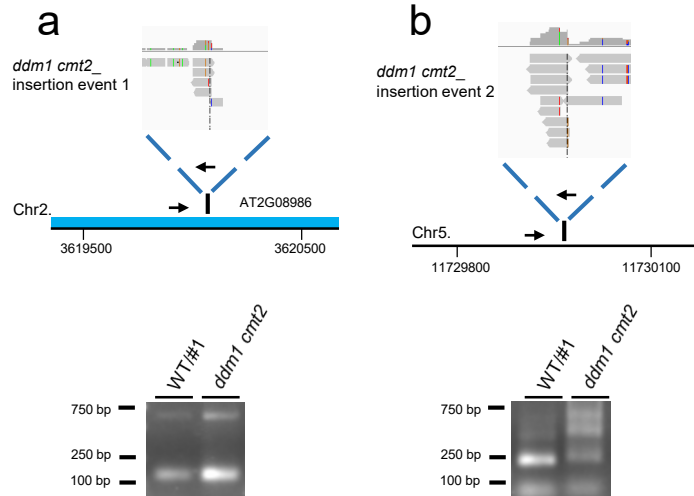 a
ddm1 cmt2_
insertion event 1
AT2G08986
Chr2.
3619500
3620500
WT/#1
ddm1 cmt2
750 bp
250 bp
100 bp
b
ddm1 cmt2_
insertion event 2
Chr5.
11729800
11730100
WT/#1
ddm1 cmt2
750 bp
250 bp
100 bp